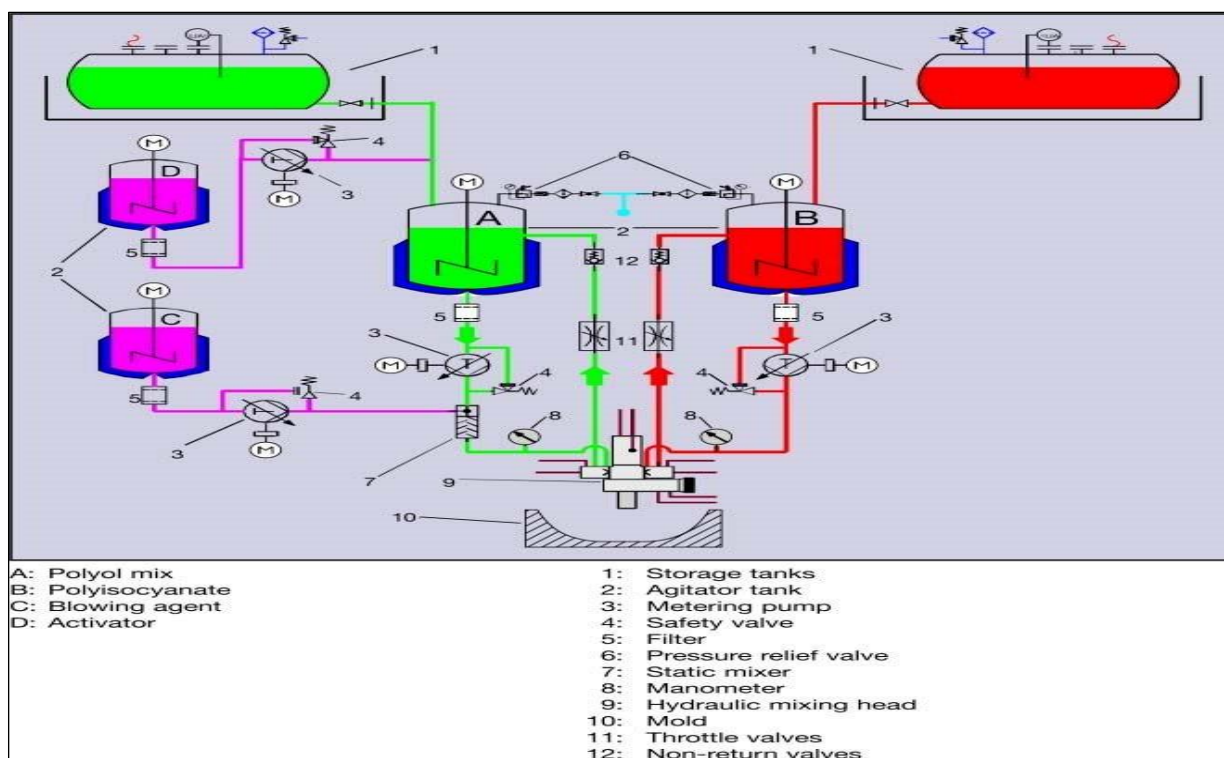 1
1
M
D
4
M
3
6
M
M
A
B
2
5
2
12
M
C
5
5
3
11
3
M
M
4
4
5
4
8
8
3
M
7
9
10
A: Polyol mix
B: Polyisocyanate
C: Blowing agent
D: Activator
1: Storage tanks
2: Agitator tank
3: Metering pump
4: Safety valve
5: Filter
6: Pressure relief valve
7: Static mixer
8: Manometer
9: Hydraulic mixing head
10: Mold
11: Throttle valves
12: Non-return valves